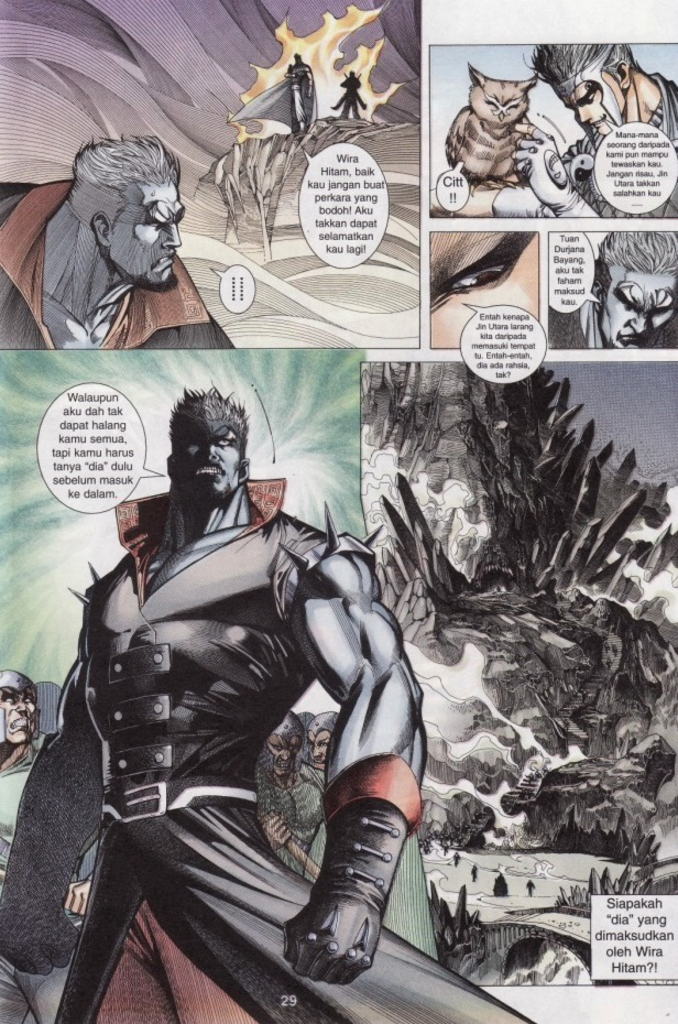 Wira
Hitam, baik
kau jangan buat
perkara yang
bodoh! Aku
takkan dapat
selamatkan
kau lagi!
Citt
!!
Mana-mana
seorang daripada
kami pun mampu
tewaskan kau.
Jangan risau, Jin
Utara takkan
salahkan kau
......
Entah kenapa
Jin Utara larang
kita daripada
memasuki tempat
tu. Entah-entah,
dia ada rahsia,
tak?
Tuan
Durjana
Bayang,
aku tak
faham
maksud
kau.
Walaupun
aku dah tak
dapat halang
kamu semua,
tapi kamu harus
tanya "dia" dulu
sebelum masuk
ke dalam.
Siapakah
"dia" yang
dimaksudkan
oleh Wira
Hitam?!
29